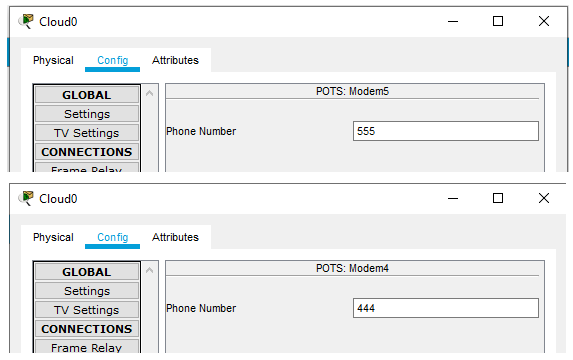 Cloud0
Physical Config Attributes
GLOBAL
Settings
TV Settings
CONNECTIONS
Frame Relay
POTS: Modem5
Phone Number 555
Cloud0
Physical Config Attributes
GLOBAL
Settings
TV Settings
CONNECTIONS
Frame Relay
POTS: Modem4
Phone Number 444